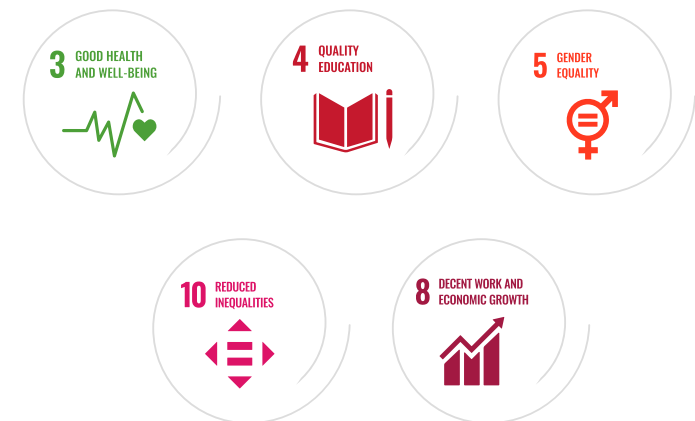 3 GOOD HEALTH
AND WELL-BEING
4 QUALITY
EDUCATION
5 GENDER
EQUALITY
10 REDUCED
INEQUALITIES
8 DECENT WORK AND
ECONOMIC GROWTH